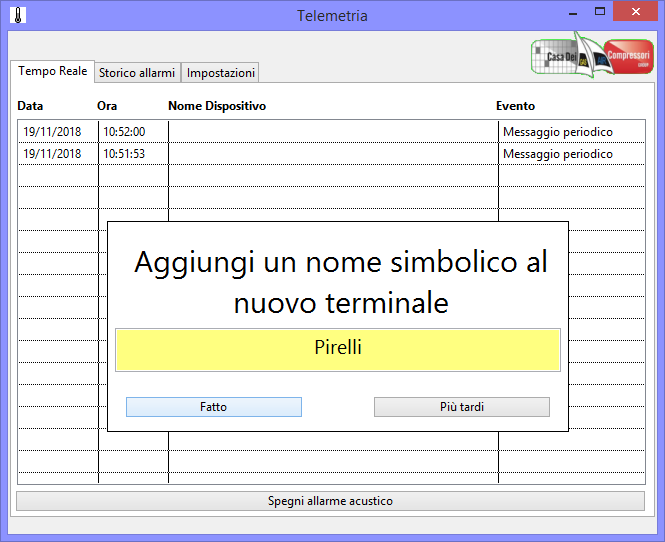 Telemetria
Casa Dei
Compressori
Tempo Reale
Storico allarmi
Impostazioni
Data Ora Nome Dispositivo Evento
19/11/2018 10:52:00 Messaggio periodico
19/11/2018 10:51:53 Messaggio periodico
Aggiungi un nome simbolico al
nuovo terminale
Pirelli
Fatto
Più tardi
Spegni allarme acustico